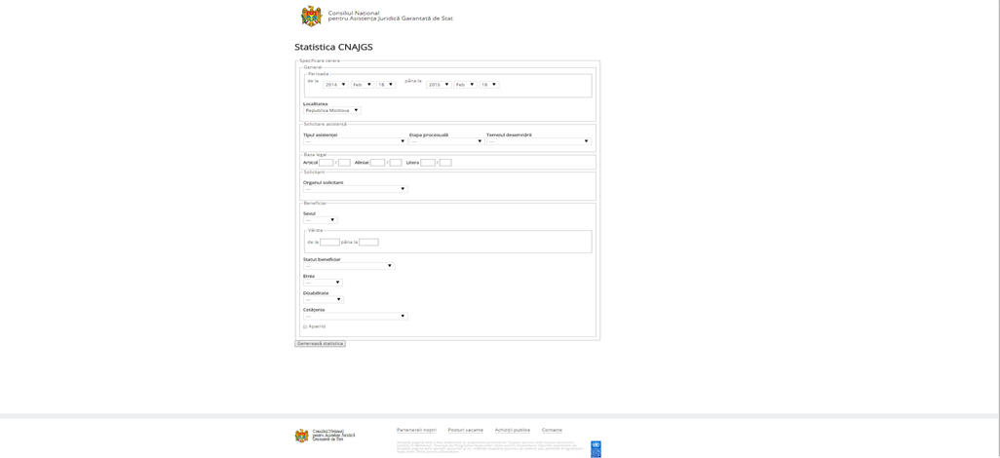 Consiliul Național
pentru Asistența Juridică Garantată de Stat
Statistica CNAJGS
Specificare cerere
General
Perioada
de la 2014 Feb 18 până la 2015 Feb 18
Localitatea
Republica Moldova
Solicitare asistență
Tipul asistenței Etapa procesuală Temeiul desemnării
--- --- ---
Baza legal
Articol / Aliniat / Litera /
Solicitant
Organul solicitant
---
Beneficiar
Sexul
---
Vârsta
de la până la
Statut beneficiar
---
Etnia
---
Dizabilitate
---
Cetățenia
---
Apatrid
Generează statistica
Consiliul Național
pentru Asistența Juridică
Garantată de Stat
Partenerii noștri Posturi vacante Achiziții publice Contacte